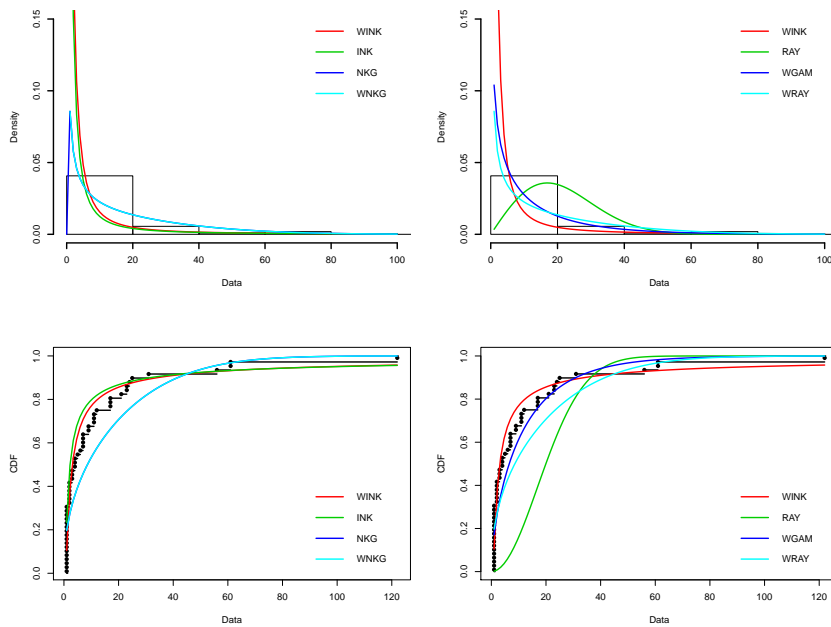 Density
0.00 0.05 0.10 0.15
WINK
INK
NKG
WNKG
0 20 40 60 80 100
Data
Density
0.00 0.05 0.10 0.15
WINK
RAY
WGAM
WRAY
0 20 40 60 80 100
Data
CDF
0.0 0.2 0.4 0.6 0.8 1.0
WINK
INK
NKG
WNKG
0 20 40 60 80 100 120
Data
CDF
0.0 0.2 0.4 0.6 0.8 1.0
WINK
RAY
WGAM
WRAY
0 20 40 60 80 100 120
Data